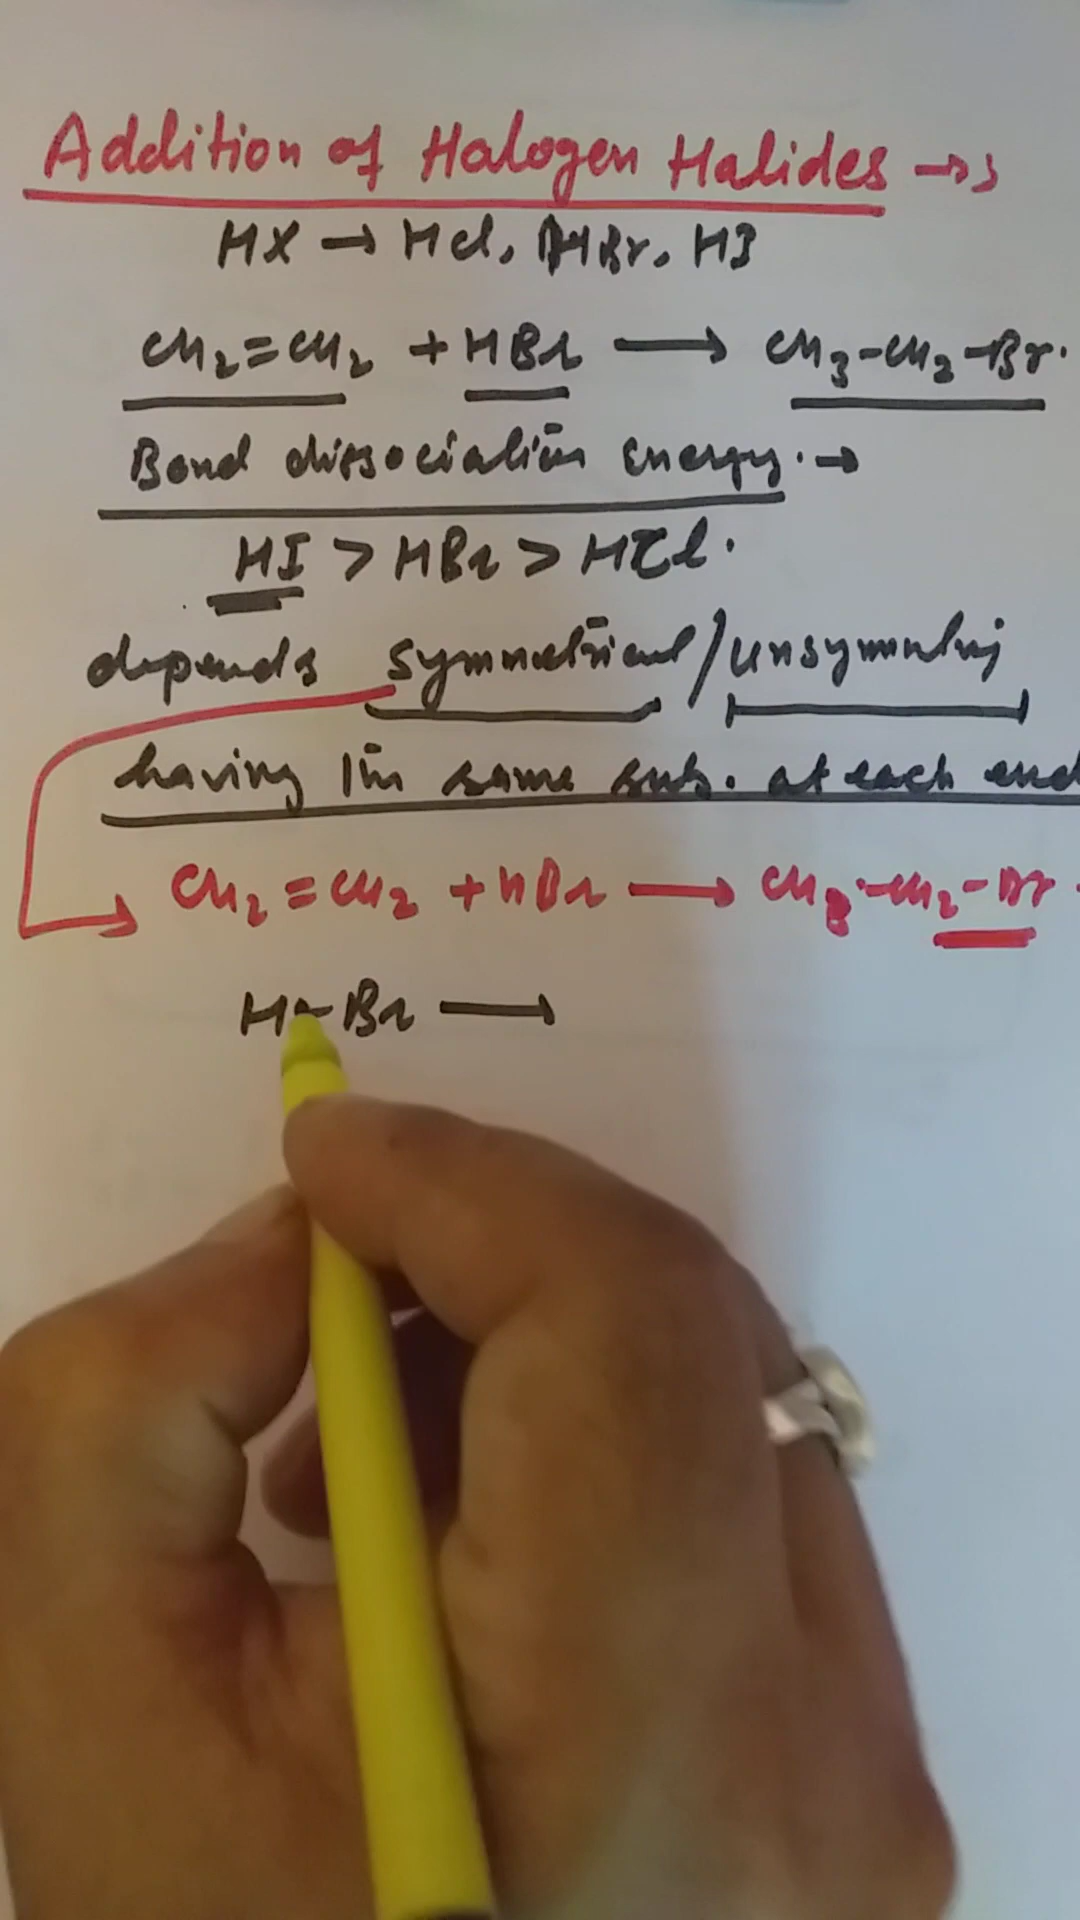 Addition of Halogen Halides →
HX → HCl, HBr, HI
CH2=CH2 + HBr → CH3-CH2-Br.
Bond dissociation energy. →
HI > HBr > HCl.
depends symmetrical/unsymmetrical
having the same sub. at each end
CH2=CH2 + HBr → CH3-CH2-Br.
H-Br →